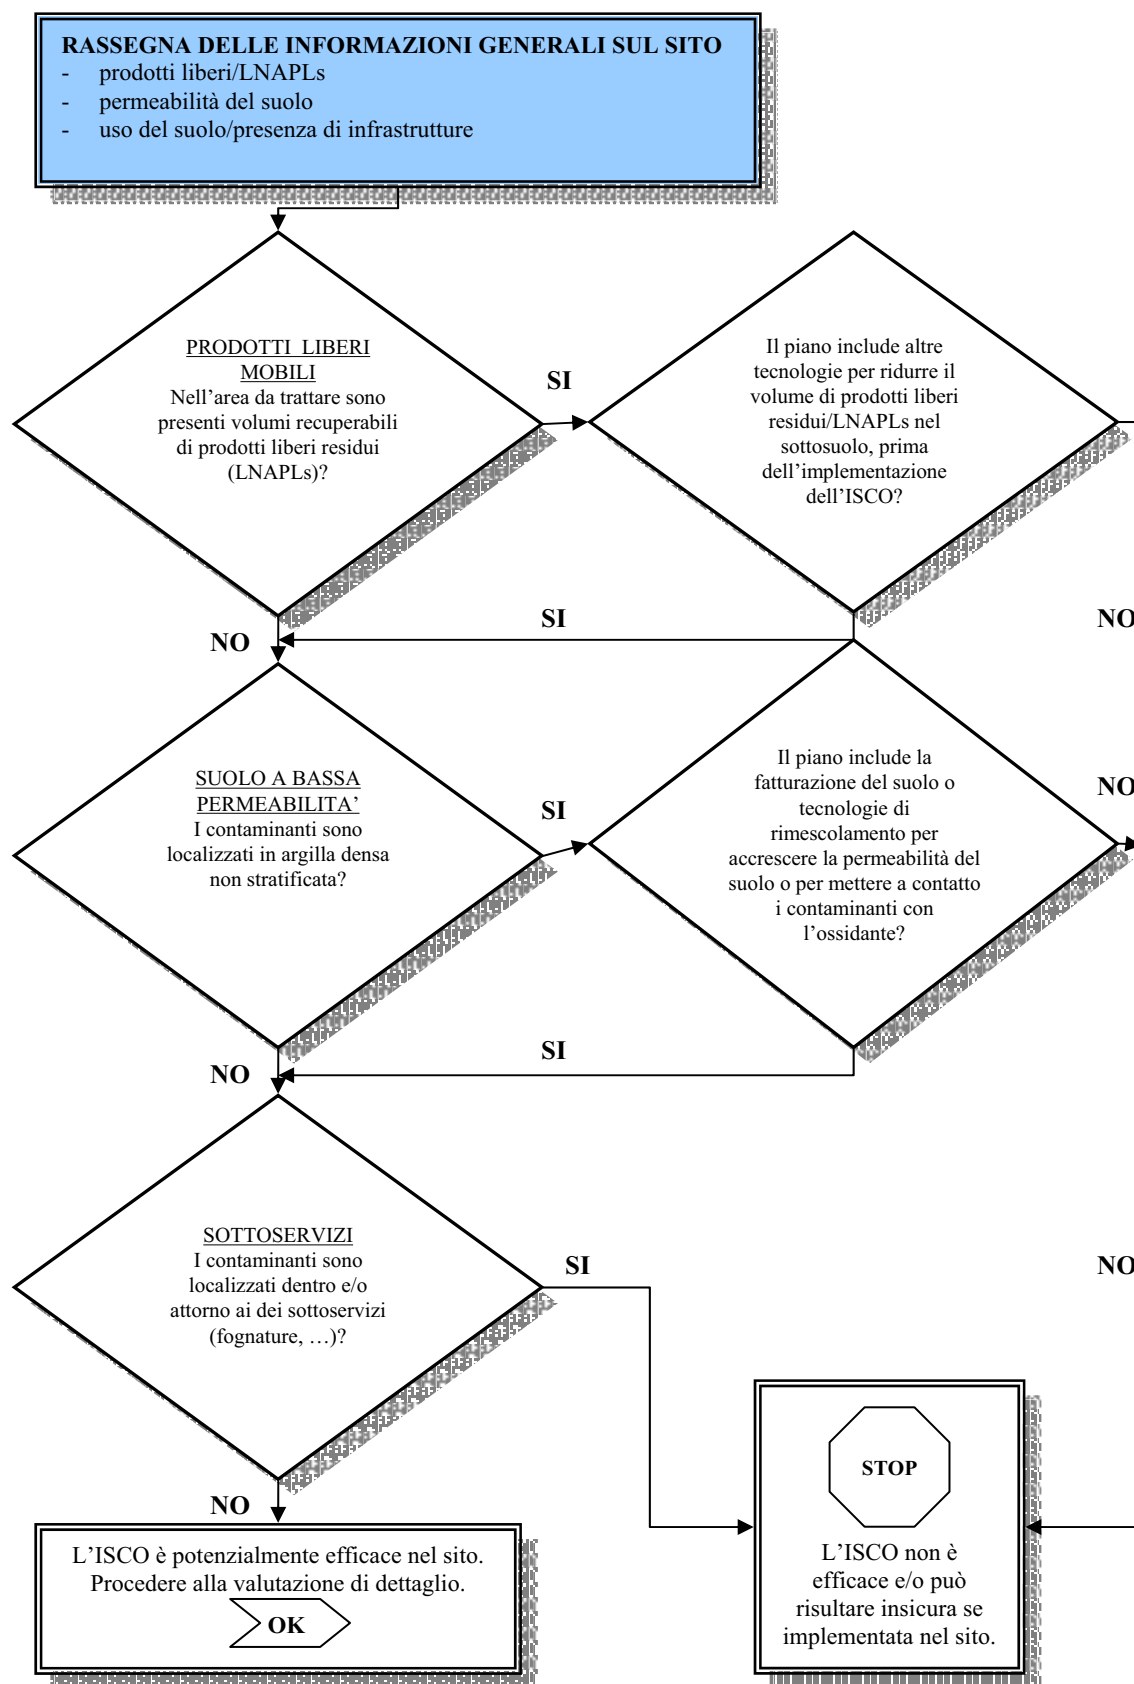 RASSEGNA DELLE INFORMAZIONI GENERALI SUL SITO
- prodotti liberi/LNAPLs
- permeabilità del suolo
- uso del suolo/presenza di infrastrutture
PRODOTTI LIBERI
MOBILI
Nell'area da trattare sono
presenti volumi recuperabili
di prodotti liberi residui
(LNAPLs)?
SI
Il piano include altre
tecnologie per ridurre il
volume di prodotti liberi
residui/LNAPLs nel
sottosuolo, prima
dell'implementazione
dell'ISCO?
NO
SI
NO
SUOLO A BASSA
PERMEABILITA'
I contaminanti sono
localizzati in argilla densa
non stratificata?
SI
Il piano include la
fatturazione del suolo o
tecnologie di
rimescolamento per
accrescere la permeabilità del
suolo o per mettere a contatto
i contaminanti con
l'ossidante?
NO
NO
SI
SOTTOSERVIZI
I contaminanti sono
localizzati dentro e/o
attorno ai dei sottoservizi
(fognature, …)?
SI
NO
NO
L'ISCO è potenzialmente efficace nel sito.
Procedere alla valutazione di dettaglio.
OK
STOP
L'ISCO non è
efficace e/o può
risultare insicura se
implementata nel sito.